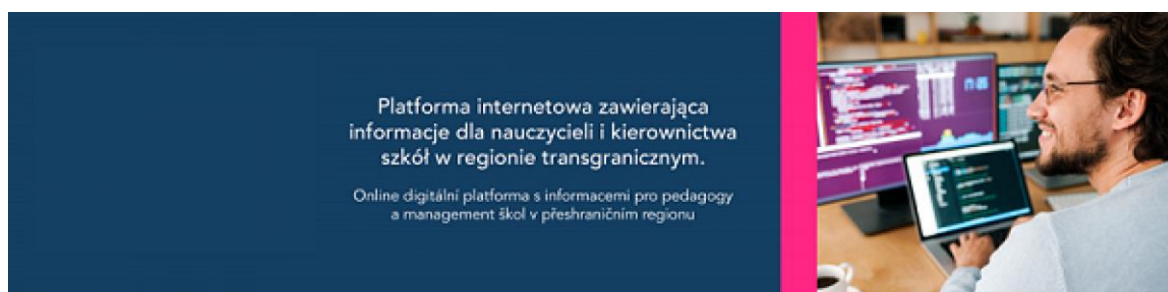 Platforma internetowa zawierająca
informacje dla nauczycieli i kierownictwa
szkół w regionie transgranicznym.
Online digitální platforma s informacemi pro pedagogy
a management škol v přeshraničním regionu